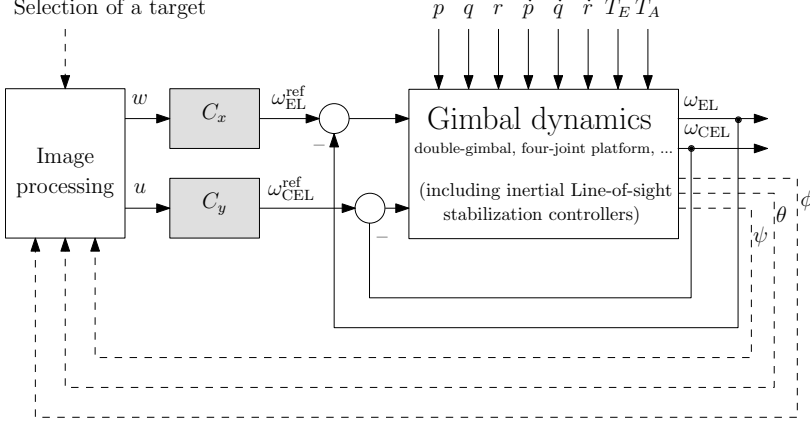 Selection of a target
p q r ṗ q̇ ṙ T_E T_A
w
C_x
ω_EL^ref
−
Gimbal dynamics
double-gimbal, four-joint platform, ...
(including inertial Line-of-sight
stabilization controllers)
ω_EL
ω_CEL
Image
processing
u
C_y
ω_CEL^ref
−
ϕ
θ
ψ